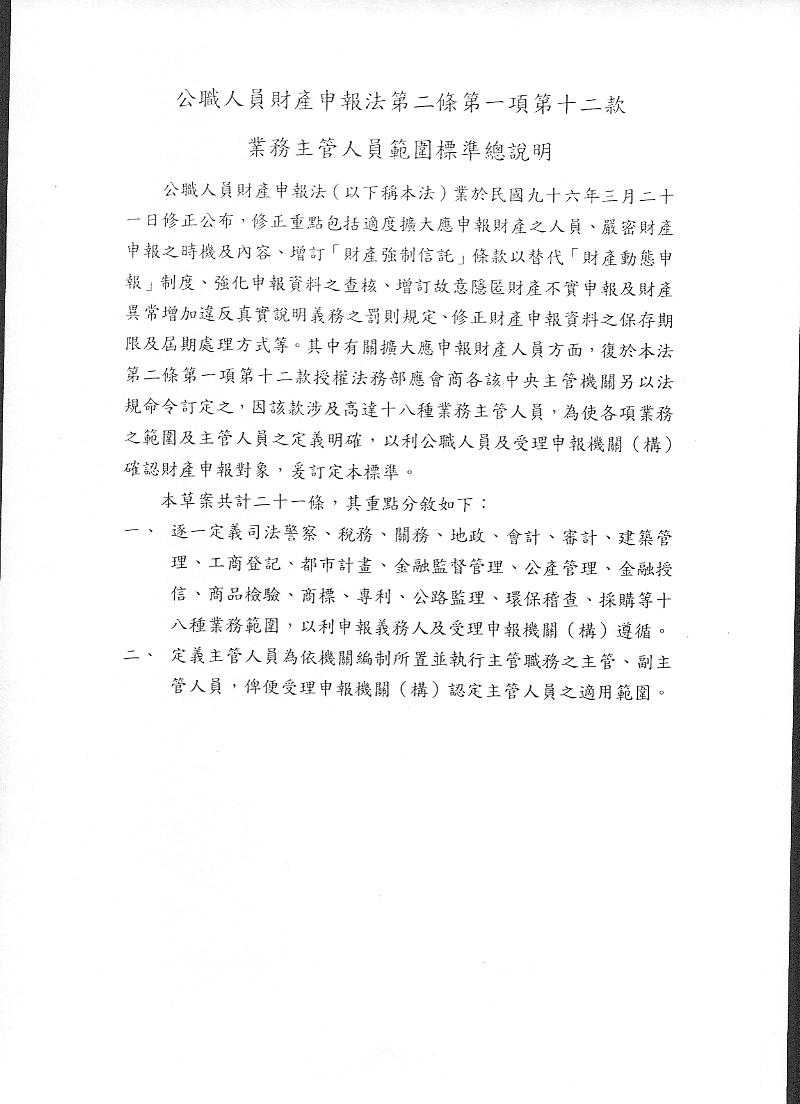 公職人員財產申報法第二條第一項第十二款
業務主管人員範圍標準總說明
公職人員財產申報法（以下稱本法）業於民國九十六年三月二十
一日修正公布，修正重點包括適度擴大應申報財產之人員、嚴密財產
申報之時機及內容、增訂「財產強制信託」條款以替代「財產動態申
報」制度、強化申報資料之查核、增訂故意隱匿財產不實申報及財產
異常增加違反真實說明義務之罰則規定、修正財產申報資料之保存期
限及屆期處理方式等。其中有關擴大應申報財產人員方面，復於本法
第二條第一項第十二款授權法務部應會商各該中央主管機關另以法
規命令訂定之，因該款涉及高達十八種業務主管人員，為使各項業務
之範圍及主管人員之定義明確，以利公職人員及受理申報機關（構）
確認財產申報對象，爰訂定本標準。
本草案共計二十一條，其重點分敘如下：
一、 逐一定義司法警察、稅務、關務、地政、會計、審計、建築管
理、工商登記、都市計畫、金融監督管理、公產管理、金融授
信、商品檢驗、商標、專利、公路監理、環保稽查、採購等十
八種業務範圍，以利申報義務人及受理申報機關（構）遵循。
二、 定義主管人員為依機關編制所置並執行主管職務之主管、副主
管人員，俾便受理申報機關（構）認定主管人員之適用範圍。